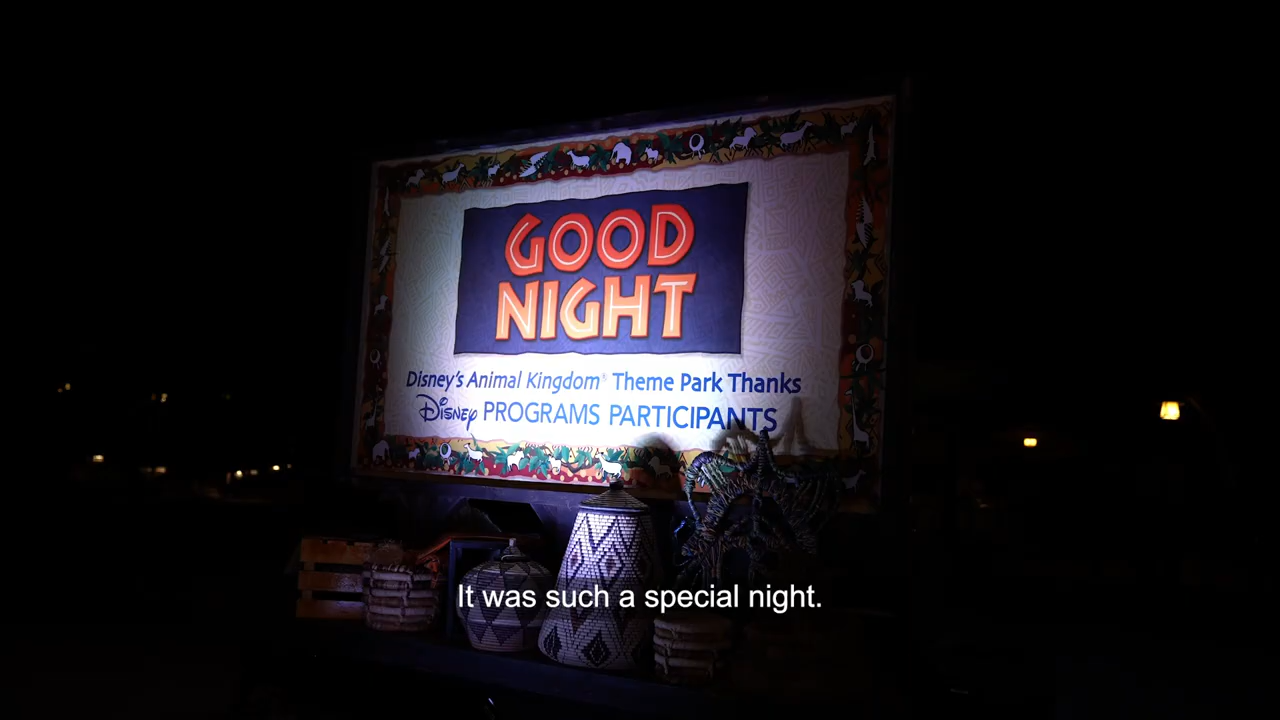 GOOD
NIGHT
Disney's Animal Kingdom® Theme Park Thanks
Disney PROGRAMS PARTICIPANTS
It was such a special night.